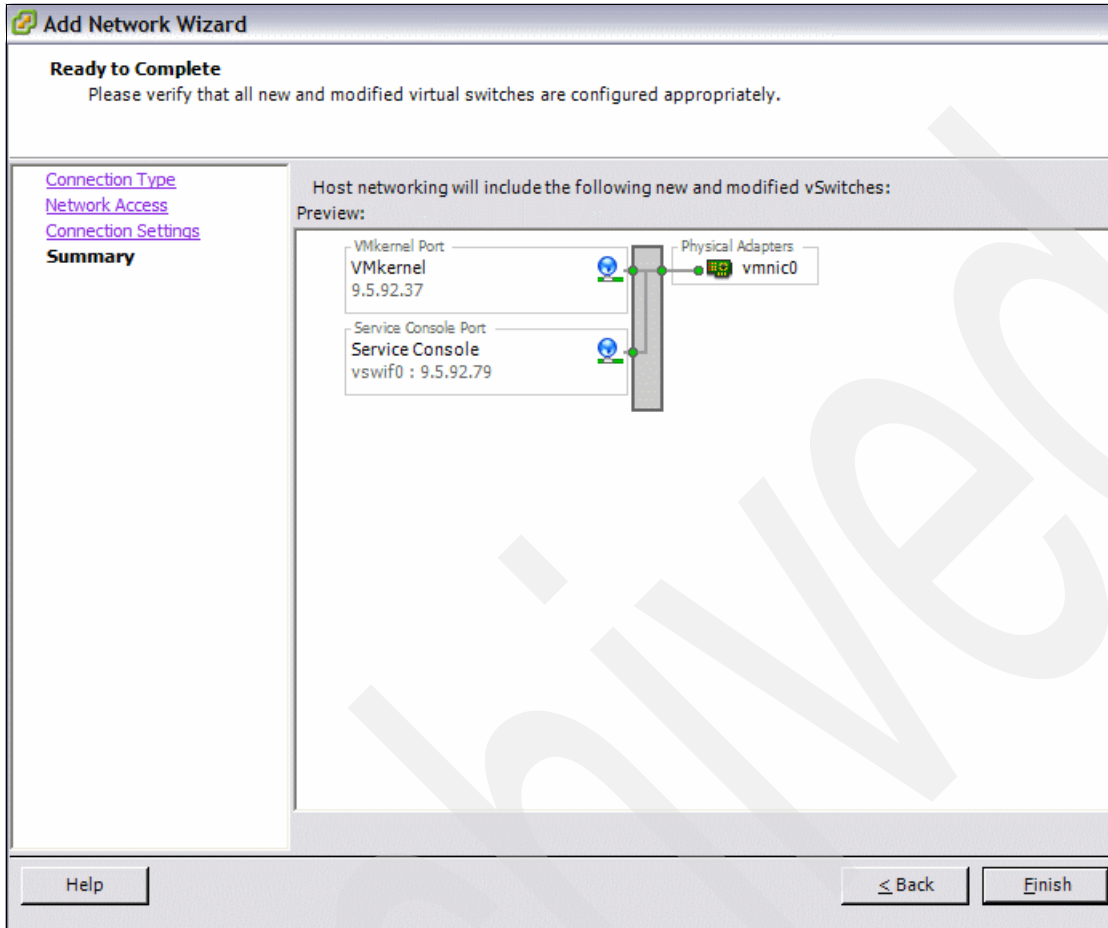 Add Network Wizard
Ready to Complete
Please verify that all new and modified virtual switches are configured appropriately.
Connection Type
Network Access
Connection Settings
Summary
Host networking will include the following new and modified vSwitches:
Preview:
VMkernel Port
VMkernel
9.5.92.37
Physical Adapters
vmnic0
Service Console Port
Service Console
vswif0 : 9.5.92.79
Help
< Back
Finish